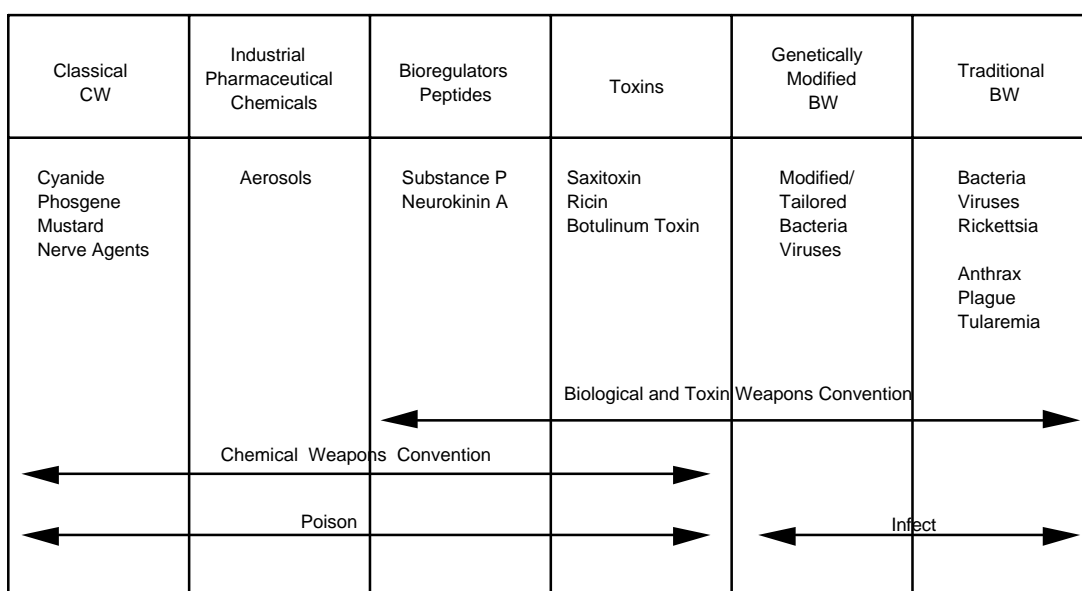 Classical
CW
Industrial
Pharmaceutical
Chemicals
Bioregulators
Peptides
Toxins
Genetically
Modified
BW
Traditional
BW
Cyanide
Phosgene
Mustard
Nerve Agents
Aerosols
Substance P
Neurokinin A
Saxitoxin
Ricin
Botulinum Toxin
Modified/
Tailored
Bacteria
Viruses
Bacteria
Viruses
Rickettsia
Anthrax
Plague
Tularemia
Biological and Toxin Weapons Convention
Chemical Weapons Convention
Poison
Infect